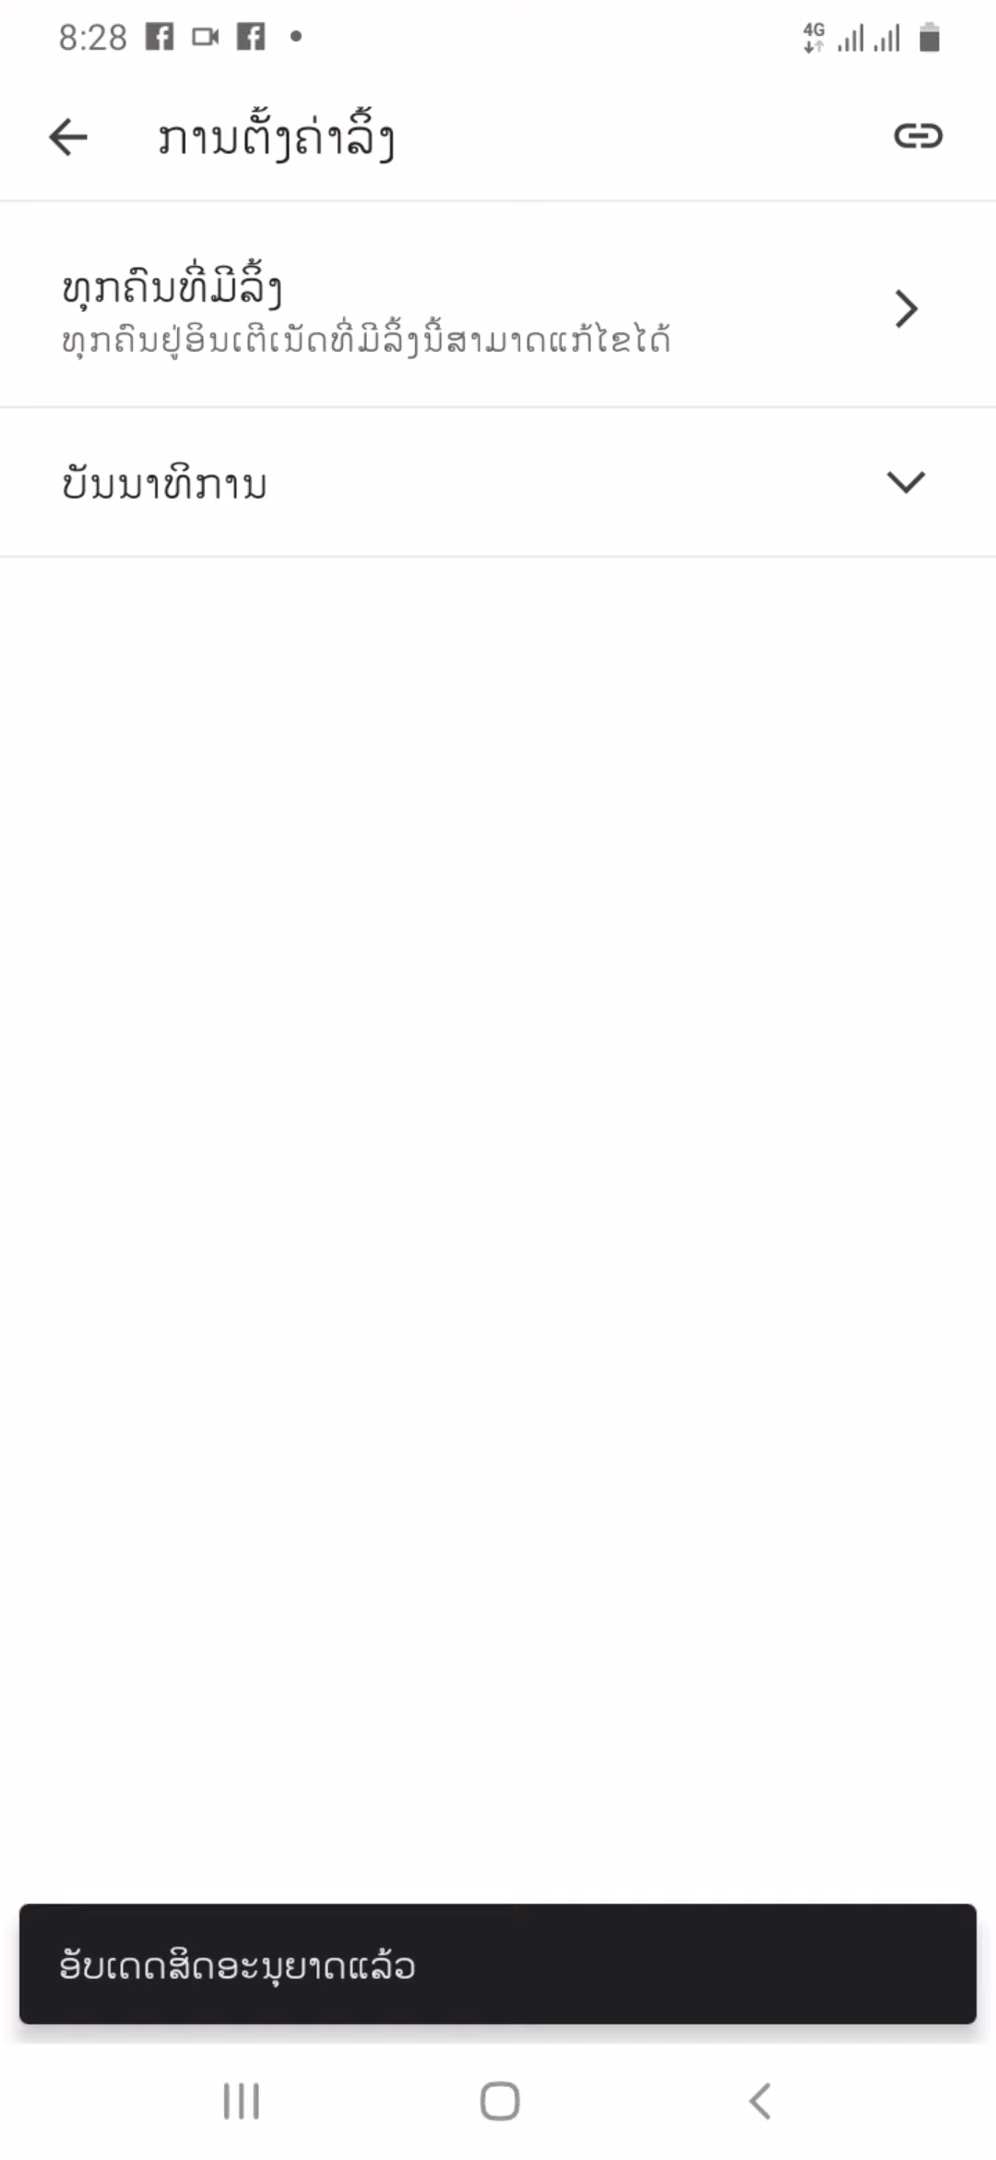 8:28
4G
ການຕັ້ງຄ່າລິ້ງ
ທຸກຄົນທີ່ມີລິ້ງ
ທຸກຄົນຢູ່ອິນເຕີເນັດທີ່ມີລິ້ງນີ້ສາມາດແກ້ໄຂໄດ້
ບັນນາທິການ
ອັບເດດສິດອະນຸຍາດແລ້ວ